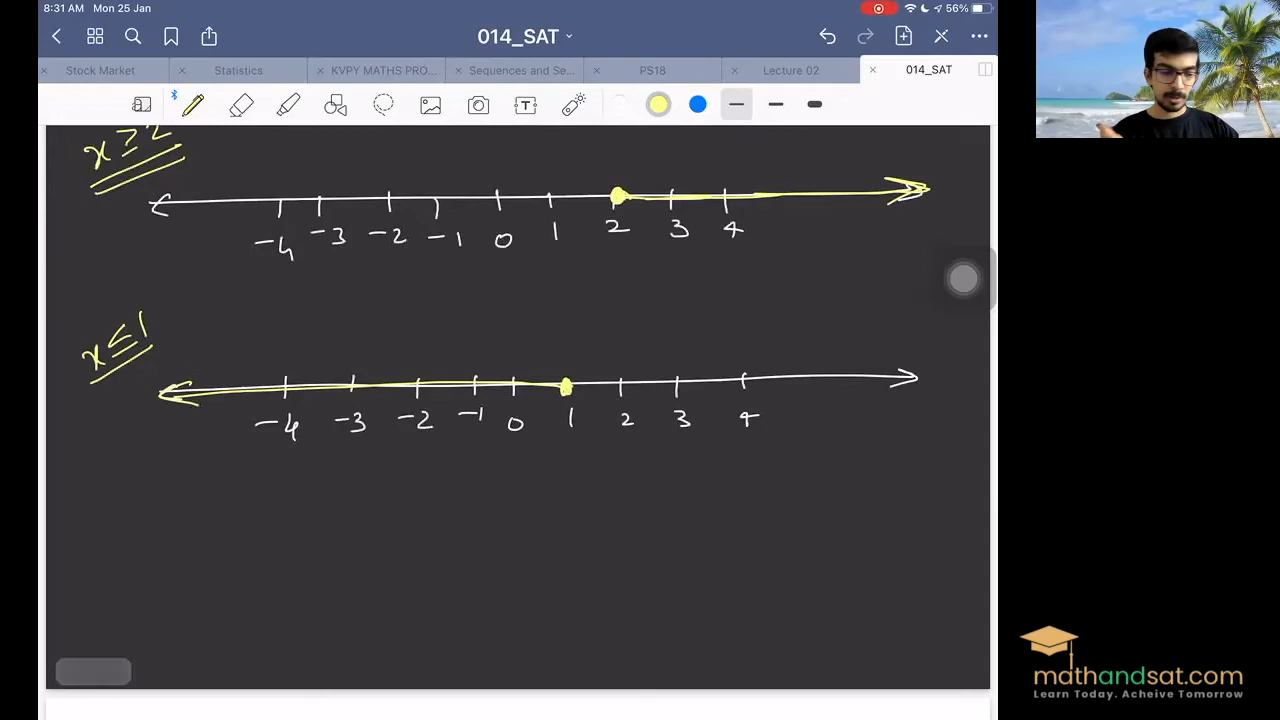 8:31 AM Mon 25 Jan 56%
014_SAT
Stock Market Statistics KVPY MATHS PRO... Sequences and Se... PS18 Lecture 02 014_SAT
T
x ≥ 2
-4 -3 -2 -1 0 1 2 3 4
x ≤ 1
-4 -3 -2 -1 0 1 2 3 4
mathandsat.com
Learn Today. Acheive Tomorrow